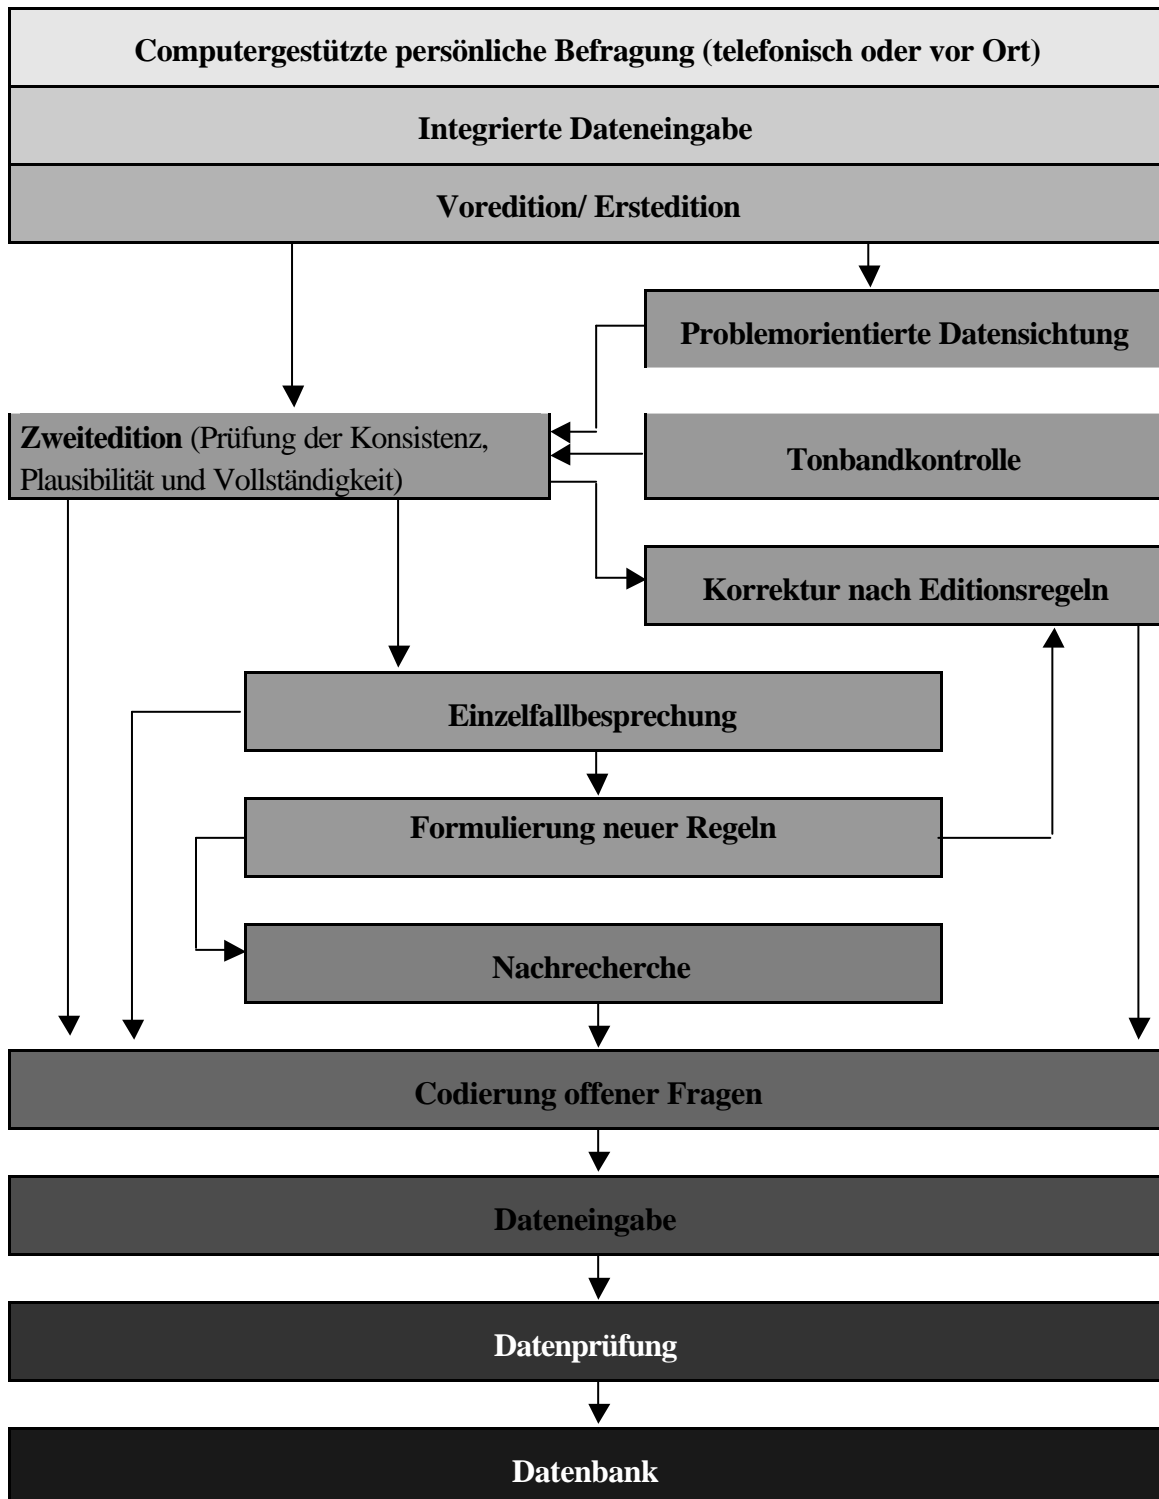 Computergestützte persönliche Befragung (telefonisch oder vor Ort)
Integrierte Dateneingabe
Voredition/ Erstedition
Problemorientierte Datensichtung
Zweitedition (Prüfung der Konsistenz,
Plausibilität und Vollständigkeit)
Tonbandkontrolle
Korrektur nach Editionsregeln
Einzelfallbesprechung
Formulierung neuer Regeln
Nachrecherche
Codierung offener Fragen
Dateneingabe
Datenprüfung
Datenbank